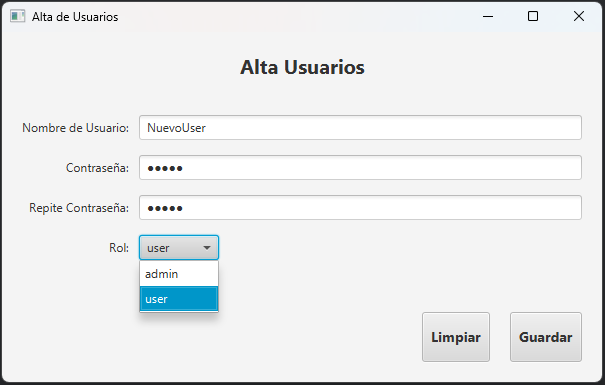 Alta de Usuarios
Alta Usuarios
Nombre de Usuario: NuevoUser
Contraseña: ●●●●●
Repite Contraseña: ●●●●●
Rol: user
admin
user
Limpiar Guardar